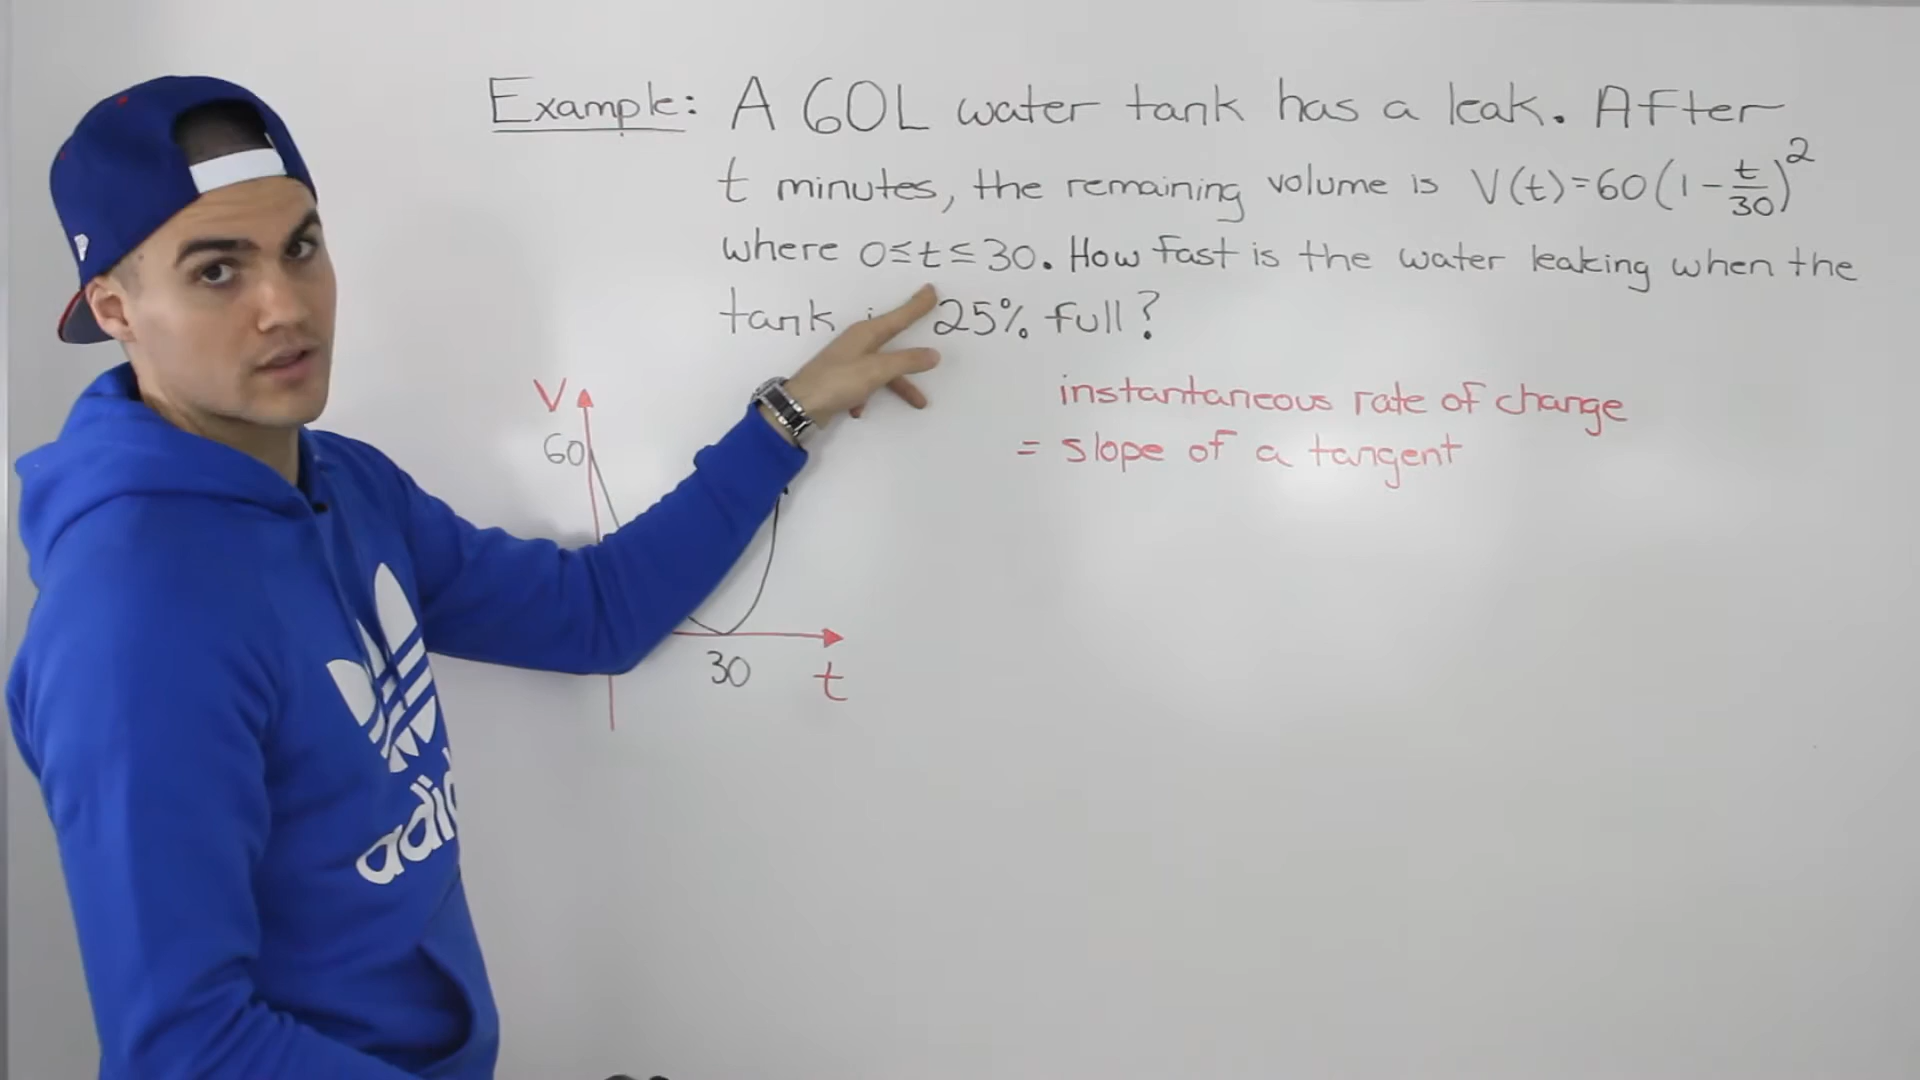 Example: A 60L water tank has a leak. After
t minutes, the remaining volume is V(t)=60(1-t/30)²
where 0≤t≤30. How fast is the water leaking when the
tank 25% full?
instantaneous rate of change
= slope of a tangent
V
60
30
t
adid